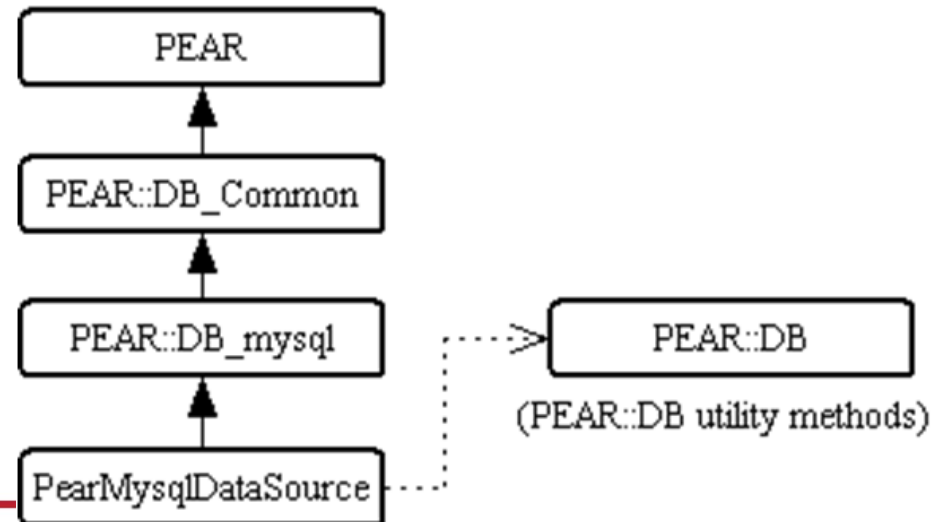 PEAR
PEAR::DB_Common
PEAR::DB_mysql
PEAR::DB
(PEAR::DB utility methods)
PearMysqlDataSource